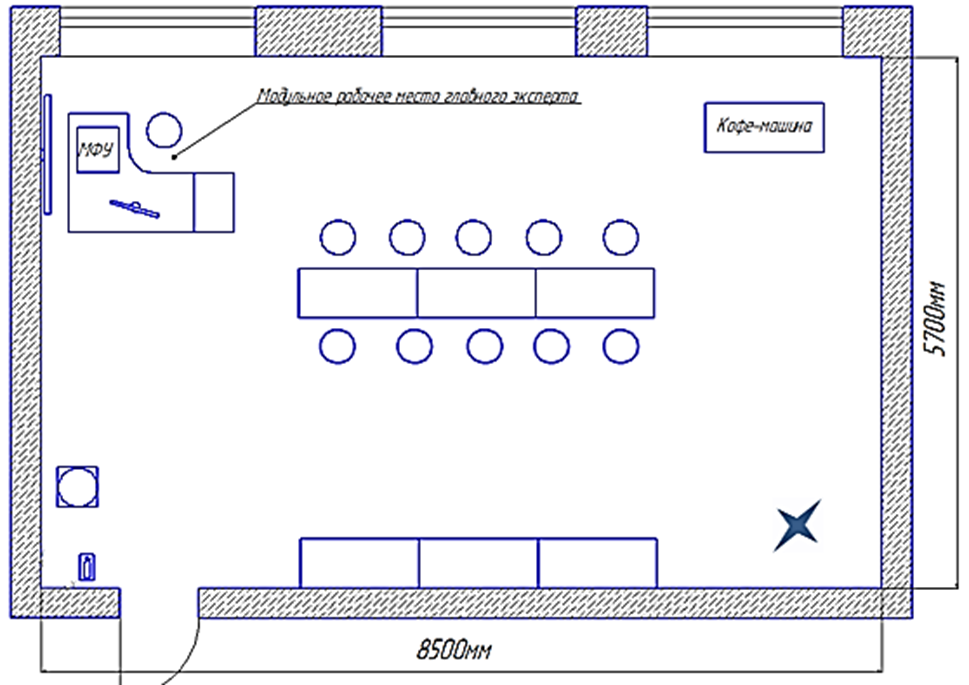 Модульное рабочее место главного эксперта
Кофе-машина
МФУ
5700мм
8500мм